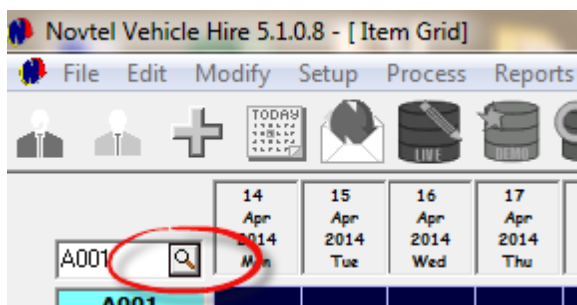 Novtel Vehicle Hire 5.1.0.8 - [ Item Grid]
File Edit Modify Setup Process Reports
TODAY
LIVE
DEMO
14 15 16 17
Apr Apr Apr Apr
2014 2014 2014 2014
Mon Tue Wed Thu
A001
A001